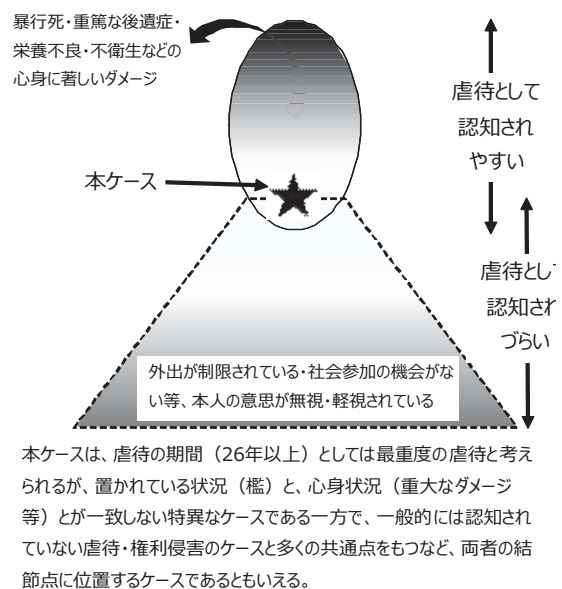 暴行死・重篤な後遺症・
栄養不良・不衛生などの
心身に著しいダメージ
虐待として
認知され
やすい
本ケース
虐待とし
認知され
づらい
外出が制限されている・社会参加の機会がな
い等、本人の意思が無視・軽視されている
本ケースは、虐待の期間（26年以上）としては最重度の虐待と考え
られるが、置かれている状況（檻）と、心身状況（重大なダメージ
等）とが一致しない特異なケースである一方で、一般的には認知され
ていない虐待・権利侵害のケースと多くの共通点をもつなど、両者の結
節点に位置するケースであるともいえる。